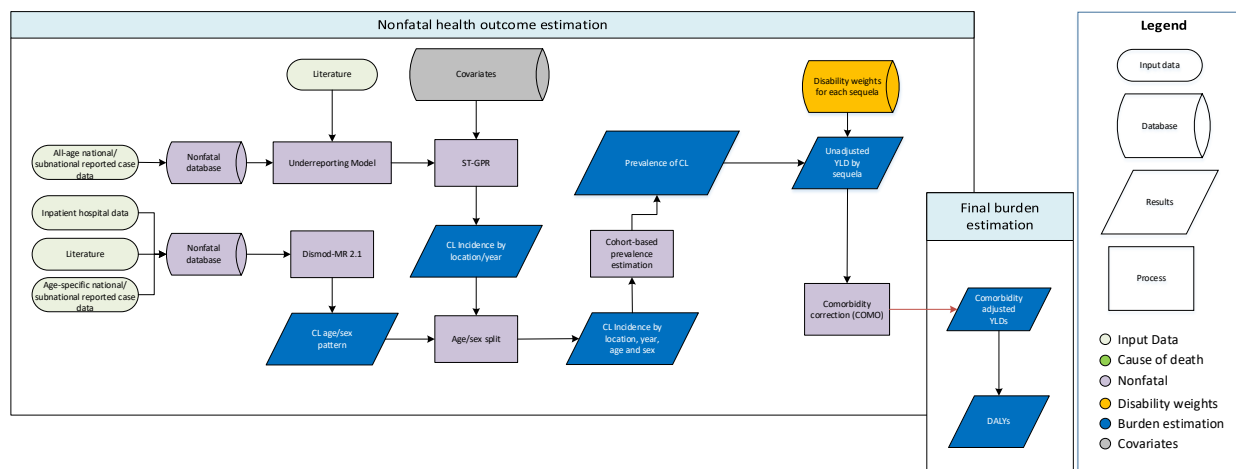 Nonfatal health outcome estimation
Literature
Covariates
Disability weights
for each sequela
All-age national/
subnational reported case
data
Nonfatal
database
Underreporting Model
ST-GPR
Prevalence of CL
Unadjusted
YLD by
sequela
Inpatient hospital data
Literature
Age-specific national/
subnational reported case
data
Nonfatal
database
Dismod-MR 2.1
CL Incidence by
location/year
Cohort-based
prevalence
estimation
CL age/sex
pattern
Age/sex split
CL Incidence by
location, year,
age and sex
Comorbidity
correction (COMO)
Final burden
estimation
Comorbidity
adjusted
YLDs
DALYs
Legend
Input data
Database
Results
Process
Input Data
Cause of death
Nonfatal
Disability weights
Burden estimation
Covariates